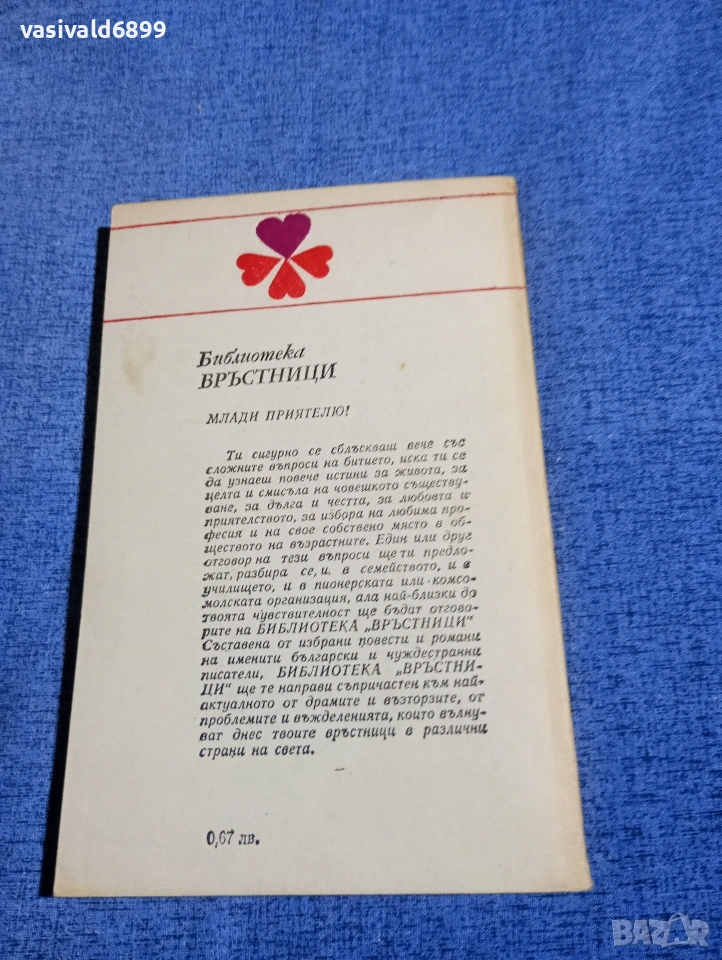 vasivald6899
Библиотека
ВРЪСТНИЦИ
МЛАДИ ПРИЯТЕЛЮ!
Ти сигурно се сблъскваш вече със
сложните въпроси на битието, иска ти се
да узнаеш повече истини за живота, за
целта и смисъла на човешкото съществу-
ване, за дълга и честта, за любовта и
приятелството, за избора на любима про-
фесия и на свое собствено място в об-
ществото на възрастните. Един или друг
отговор на тези въпроси ще ти предло-
жат, разбира се, и в семейството, и в
училището, и в пионерската или комсо-
молската организация, ала най-близки до
твоята чувствителност ще бъдат отгово-
рите на БИБЛИОТЕКА „ВРЪСТНИЦИ“
Съставена от избрани повести и романи
на именити български и чуждестранни
писатели, БИБЛИОТЕКА „ВРЪСТНИ-
ЦИ“ ще те направи съпричастен към най-
актуалното от драмите и възторзите, от
проблемите и въжделенията, които вълну-
ват днес твоите връстници в различни
страни на света.
0,67 лв.
BAZAR